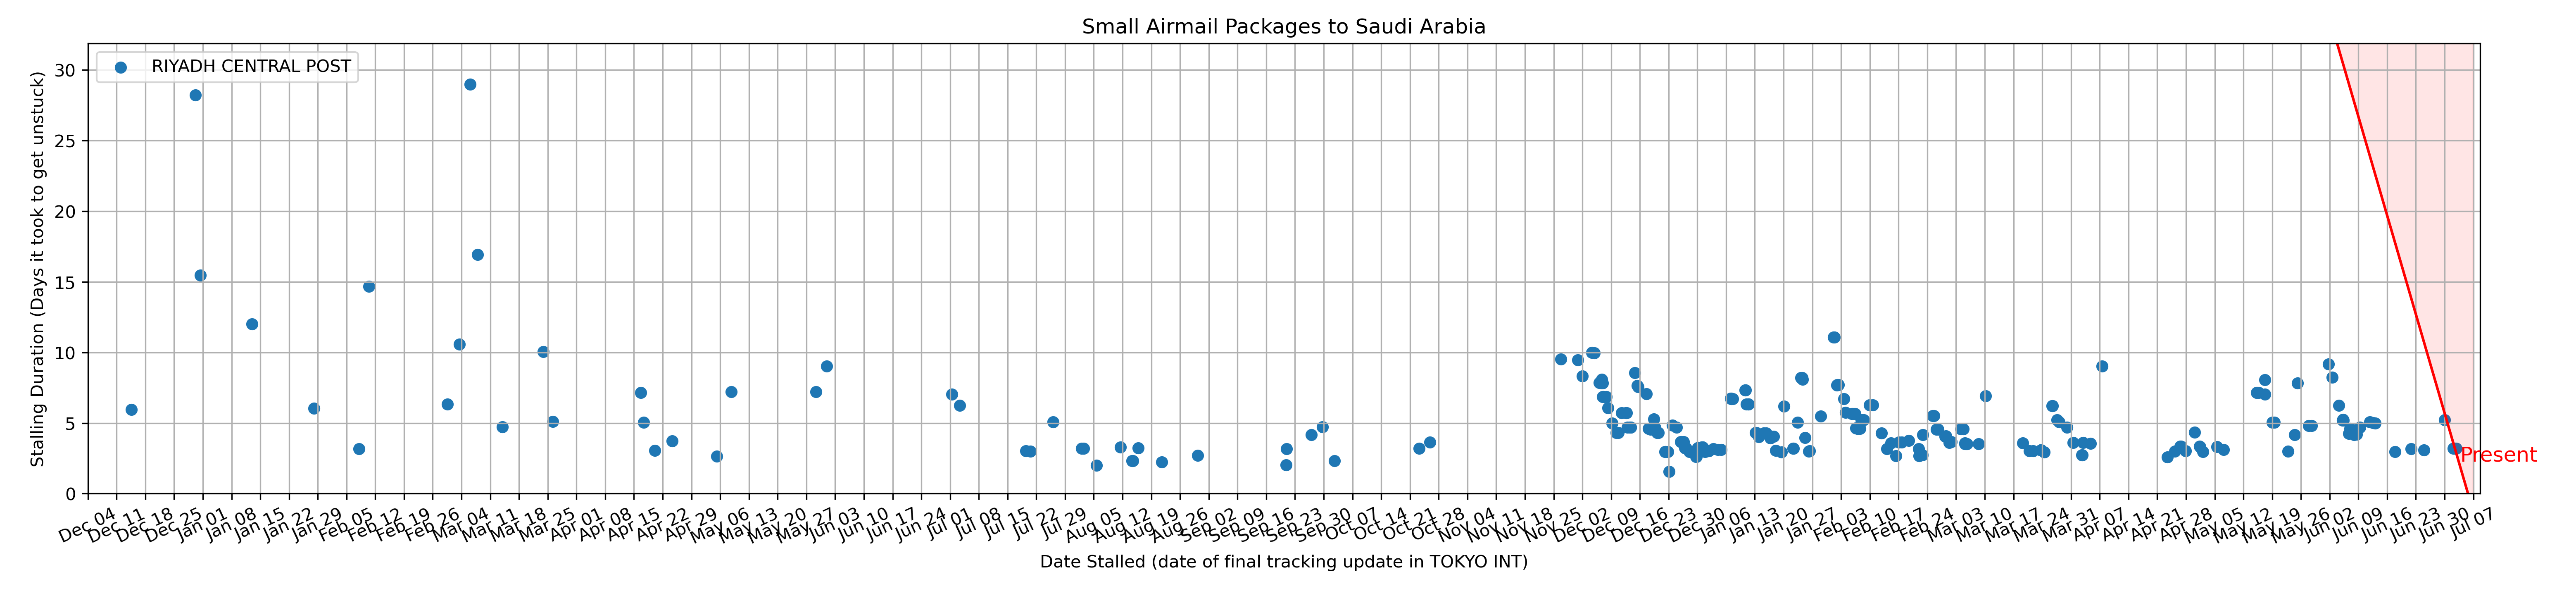 Small Airmail Packages to Saudi Arabia
RIYADH CENTRAL POST
Stalling Duration (Days it took to get unstuck)
30
25
20
15
10
5
0
Present
Dec 04
Dec 11
Dec 18
Dec 25
Jan 01
Jan 08
Jan 15
Jan 22
Jan 29
Feb 05
Feb 12
Feb 19
Feb 26
Mar 04
Mar 11
Mar 18
Mar 25
Apr 01
Apr 08
Apr 15
Apr 22
Apr 29
May 06
May 13
May 20
May 27
Jun 03
Jun 10
Jun 17
Jun 24
Jul 01
Jul 08
Jul 15
Jul 22
Jul 29
Aug 05
Aug 12
Aug 19
Aug 26
Sep 02
Sep 09
Sep 16
Sep 23
Sep 30
Oct 07
Oct 14
Oct 21
Oct 28
Nov 04
Nov 11
Nov 18
Nov 25
Dec 02
Dec 09
Dec 16
Dec 23
Dec 30
Jan 06
Jan 13
Jan 20
Jan 27
Feb 03
Feb 10
Feb 17
Feb 24
Mar 03
Mar 10
Mar 17
Mar 24
Mar 31
Apr 07
Apr 14
Apr 21
Apr 28
May 05
May 12
May 19
May 26
Jun 02
Jun 09
Jun 16
Jun 23
Jun 30
Jul 07
Date Stalled (date of final tracking update in TOKYO INT)